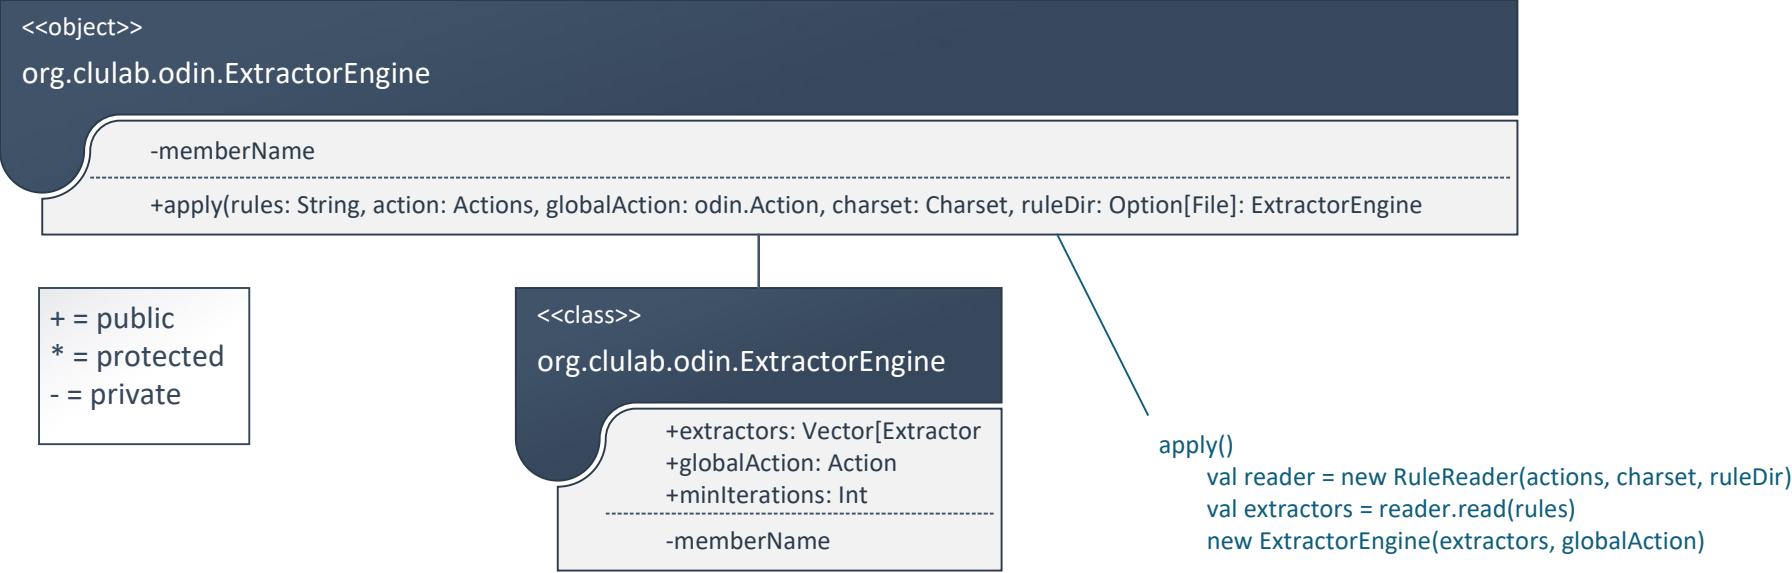 <<object>>
org.clulab.odin.ExtractorEngine
-memberName
+apply(rules: String, action: Actions, globalAction: odin.Action, charset: Charset, ruleDir: Option[File]: ExtractorEngine
+ = public
* = protected
- = private
<<class>>
org.clulab.odin.ExtractorEngine
+extractors: Vector[Extractor
+globalAction: Action
+minIterations: Int
-memberName
apply()
val reader = new RuleReader(actions, charset, ruleDir)
val extractors = reader.read(rules)
new ExtractorEngine(extractors, globalAction)